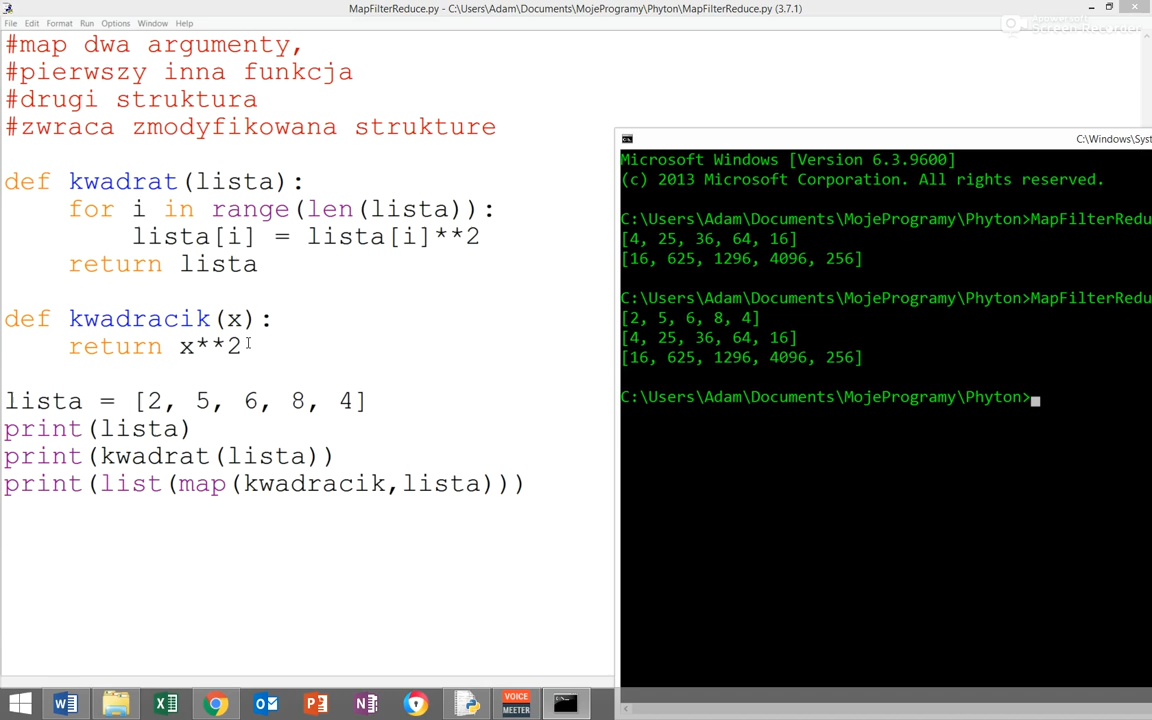 MapFilterReduce.py - C:\Users\Adam\Documents\MojeProgramy\Phyton\MapFilterReduce.py (3.7.1)
File Edit Format Run Options Window Help
Apowersoft
Screen Recorder
#map dwa argumenty,
#pierwszy inna funkcja
#drugi struktura
#zwraca zmodyfikowana strukture
def kwadrat(lista):
for i in range(len(lista)):
lista[i] = lista[i]**2
return lista
def kwadracik(x):
return x**2
lista = [2, 5, 6, 8, 4]
print(lista)
print(kwadrat(lista))
print(list(map(kwadracik,lista)))
C:\Windows\Syst
Microsoft Windows [Version 6.3.9600]
(c) 2013 Microsoft Corporation. All rights reserved.
C:\Users\Adam\Documents\MojeProgramy\Phyton>MapFilterRedu
[4, 25, 36, 64, 16]
[16, 625, 1296, 4096, 256]
C:\Users\Adam\Documents\MojeProgramy\Phyton>MapFilterRedu
[2, 5, 6, 8, 4]
[4, 25, 36, 64, 16]
[16, 625, 1296, 4096, 256]
C:\Users\Adam\Documents\MojeProgramy\Phyton>
VOICE
MEETER